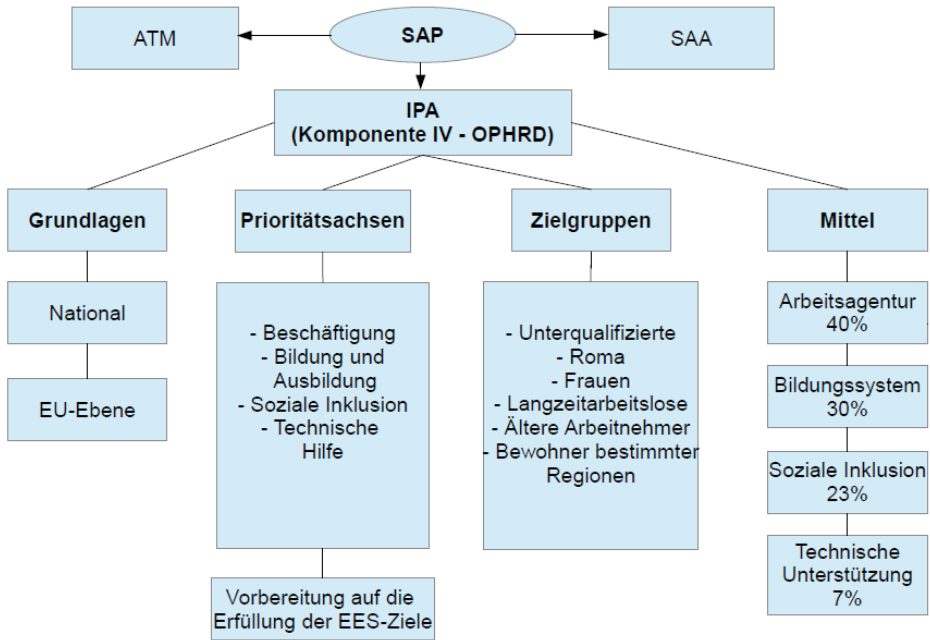 ATM
SAP
SAA
IPA
(Komponente IV - OPHRD)
Grundlagen
National
EU-Ebene
Prioritätsachsen
- Beschäftigung
- Bildung und
Ausbildung
- Soziale Inklusion
- Technische
Hilfe
Vorbereitung auf die
Erfüllung der EES-Ziele
Zielgruppen
- Unterqualifizierte
- Roma
- Frauen
- Langzeitarbeitslose
- Ältere Arbeitnehmer
- Bewohner bestimmter
Regionen
Mittel
Arbeitsagentur
40%
Bildungssystem
30%
Soziale Inklusion
23%
Technische
Unterstützung
7%